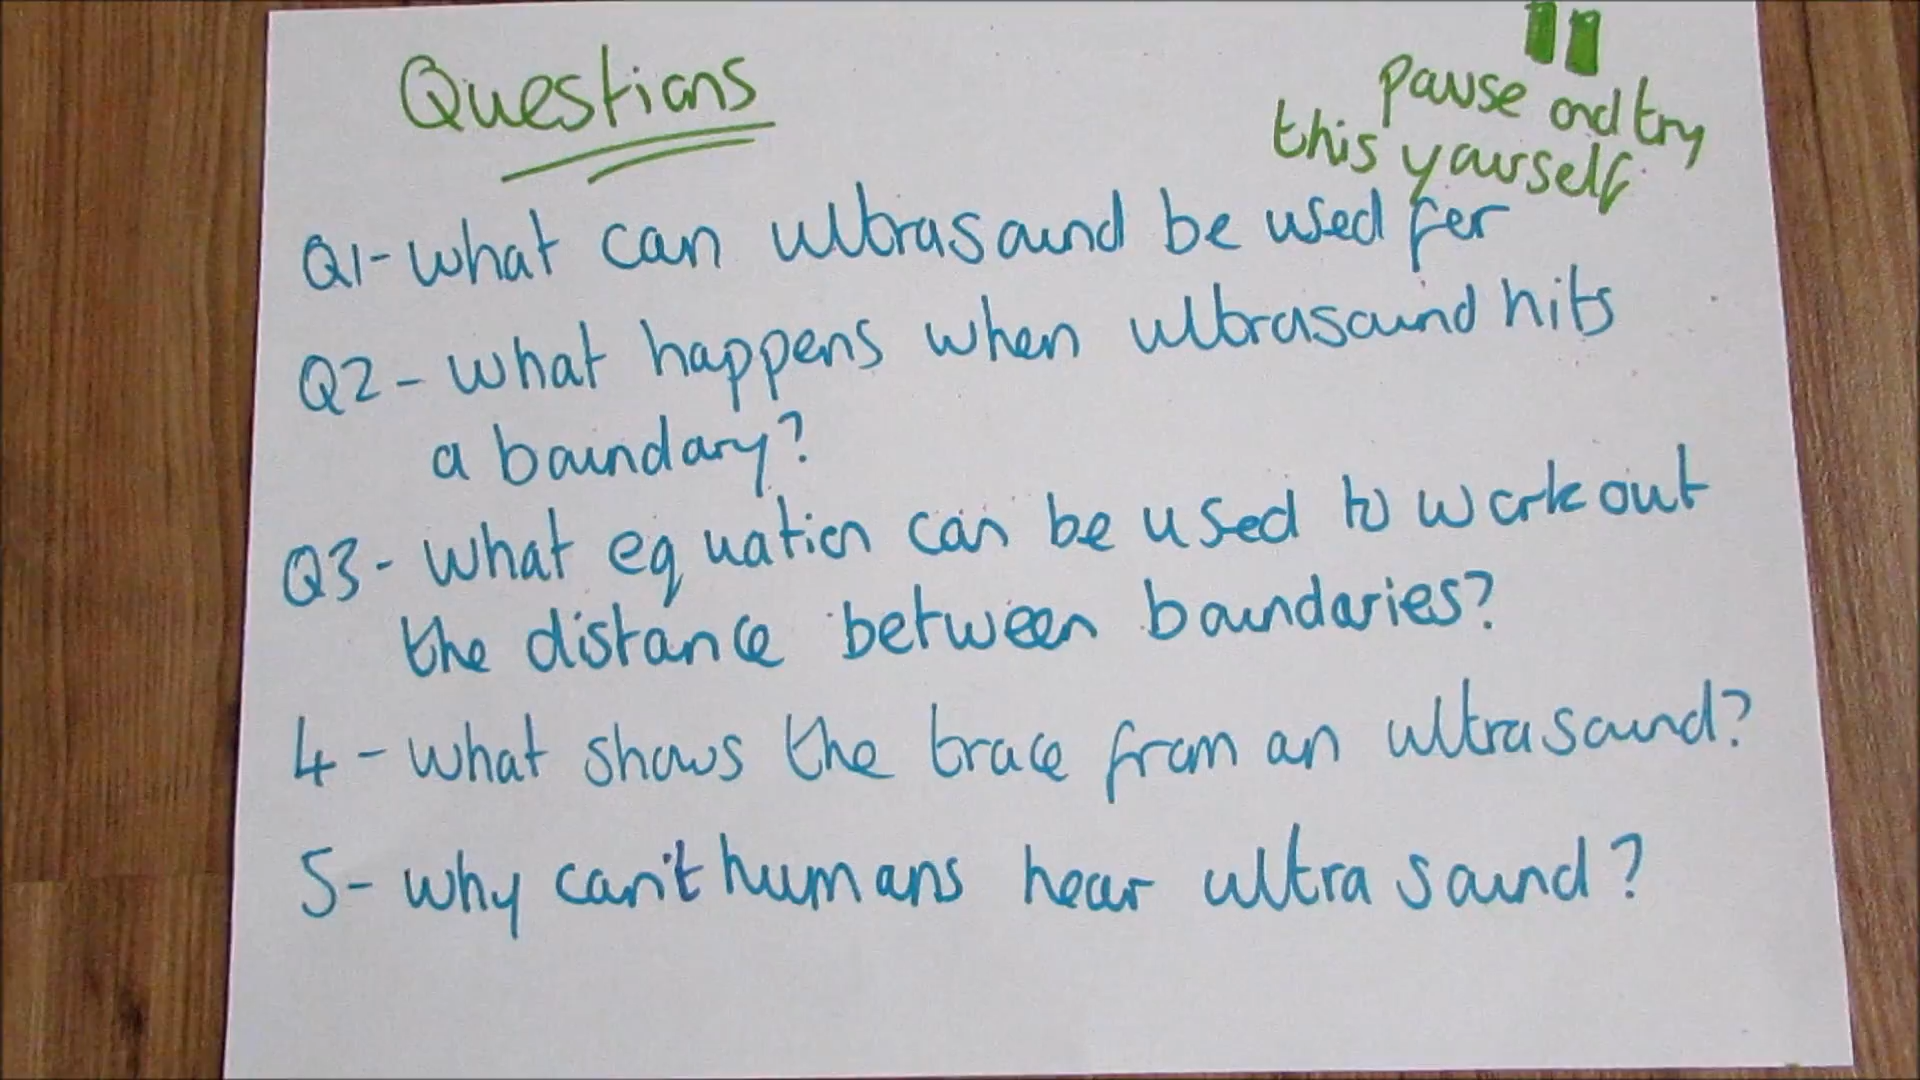 Questions
pause and try
this yourself.
Q1-what can ultrasound be used for
Q2- what happens when ultrasound hits
a boundary?
Q3- what equation can be used to work out
the distance between boundaries?
4- what shows the trace from an ultrasound?
5- why can't humans hear ultrasound?